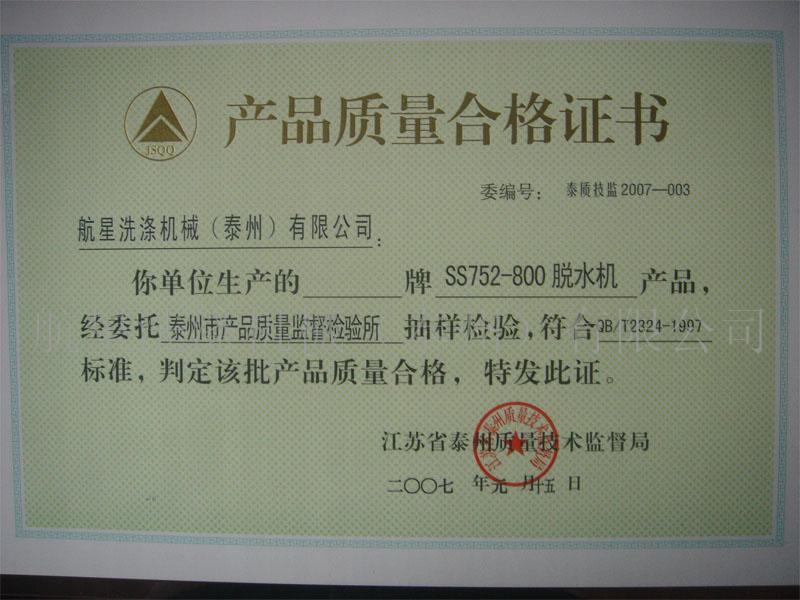 JSQQ
产品质量合格证书
委编号： 泰质技监2007—003
航星洗涤机械（泰州）有限公司：
你单位生产的 牌 SS752-800脱水机 产品，
经委托 泰州市产品质量监督检验所 抽样检验，符合QB/T2324-1997
标准，判定该批产品质量合格，特发此证。
江苏省泰州质量技术监督局
二〇〇七 年元 月十五 日